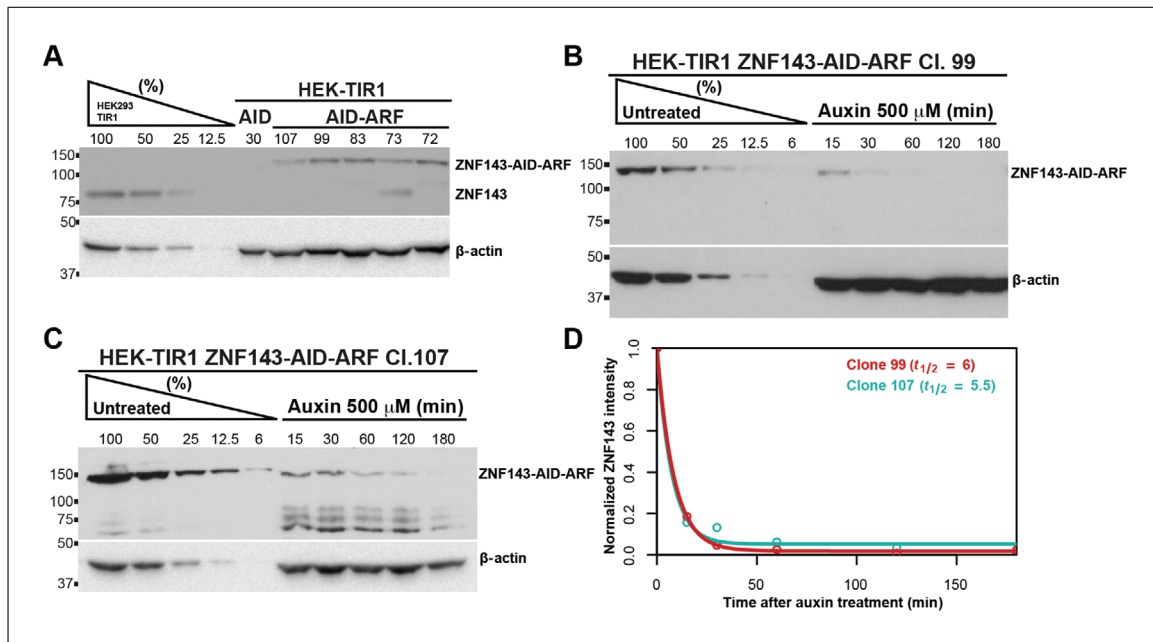 A
(%)
HEK293
TIR1
HEK-TIR1
AID
AID-ARF
100 50 25 12.5 30 107 99 83 73 72
150
100
75
50
37
ZNF143-AID-ARF
ZNF143
β-actin
B
HEK-TIR1 ZNF143-AID-ARF Cl. 99
(%)
Untreated
Auxin 500 μM (min)
100 50 25 12.5 6 15 30 60 120 180
150
100
75
50
37
ZNF143-AID-ARF
β-actin
C
HEK-TIR1 ZNF143-AID-ARF Cl.107
(%)
Untreated
Auxin 500 μM (min)
100 50 25 12.5 6 15 30 60 120 180
150
100
75
50
37
ZNF143-AID-ARF
β-actin
D
Clone 99 (t1/2 = 6)
Clone 107 (t1/2 = 5.5)
Normalized ZNF143 intensity
1.0
0.8
0.6
0.4
0.2
0.0
0 50 100 150
Time after auxin treatment (min)